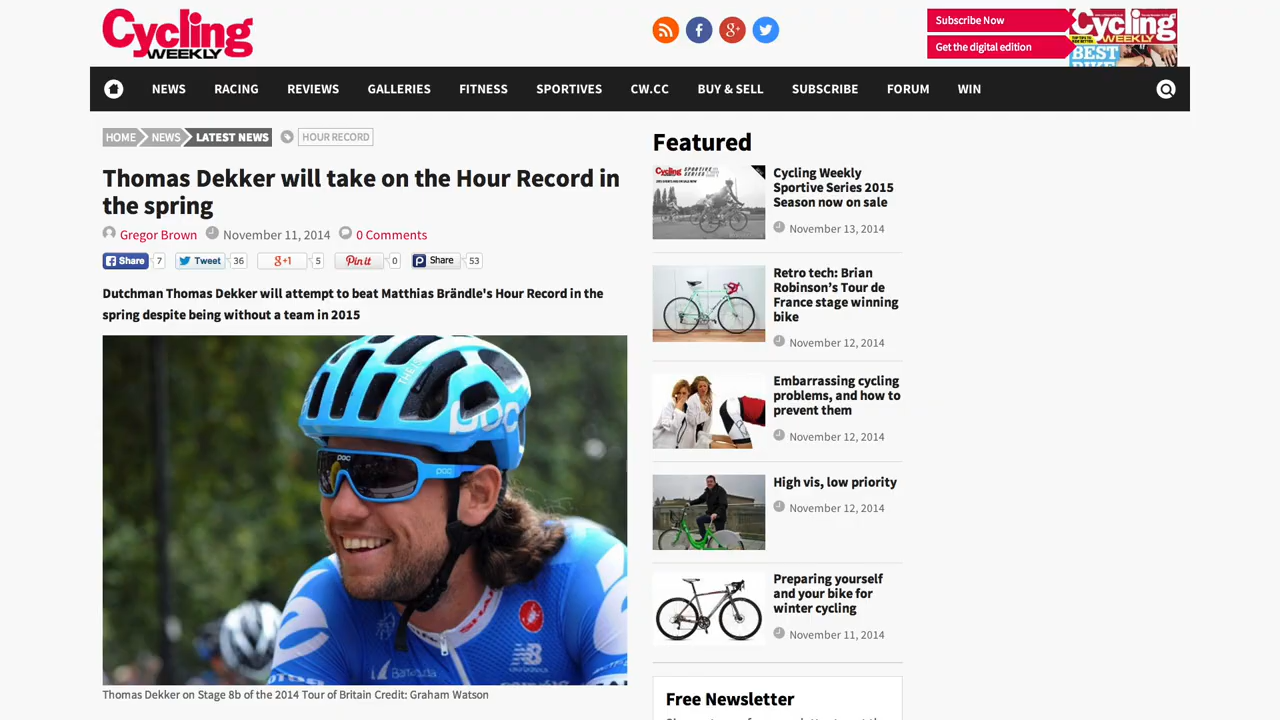 Cycling
WEEKLY
Subscribe Now
Get the digital edition
Cycling
BEST
NEWS
RACING
REVIEWS
GALLERIES
FITNESS
SPORTIVES
CW.CC
BUY & SELL
SUBSCRIBE
FORUM
WIN
HOME
NEWS
LATEST NEWS
HOUR RECORD
Thomas Dekker will take on the Hour Record in
the spring
Gregor Brown
November 11, 2014
0 Comments
Share
7
Tweet
36
+1
5
Pin it
0
Share
53
Dutchman Thomas Dekker will attempt to beat Matthias Brändle's Hour Record in the
spring despite being without a team in 2015
POC
POC
POC
Barracuda
Thomas Dekker on Stage 8b of the 2014 Tour of Britain Credit: Graham Watson
Featured
Cycling
Cycling Weekly
Sportive Series 2015
Season now on sale
November 13, 2014
Retro tech: Brian
Robinson’s Tour de
France stage winning
bike
November 12, 2014
Embarrassing cycling
problems, and how to
prevent them
November 12, 2014
High vis, low priority
November 12, 2014
Preparing yourself
and your bike for
winter cycling
November 11, 2014
Free Newsletter